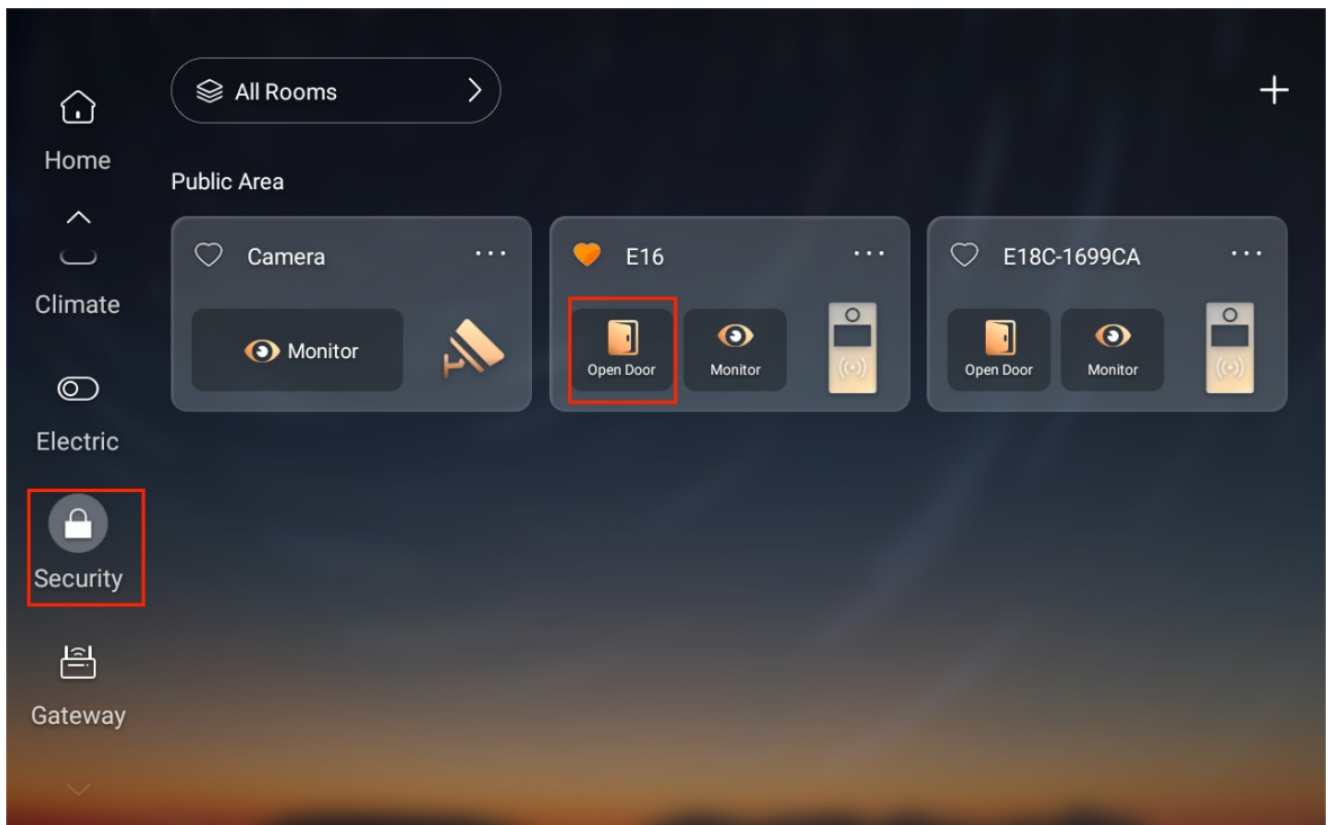 All Rooms
Home
Public Area
Camera
E16
E18C-1699CA
Climate
Monitor
Open Door
Monitor
Open Door
Monitor
Electric
Security
Gateway